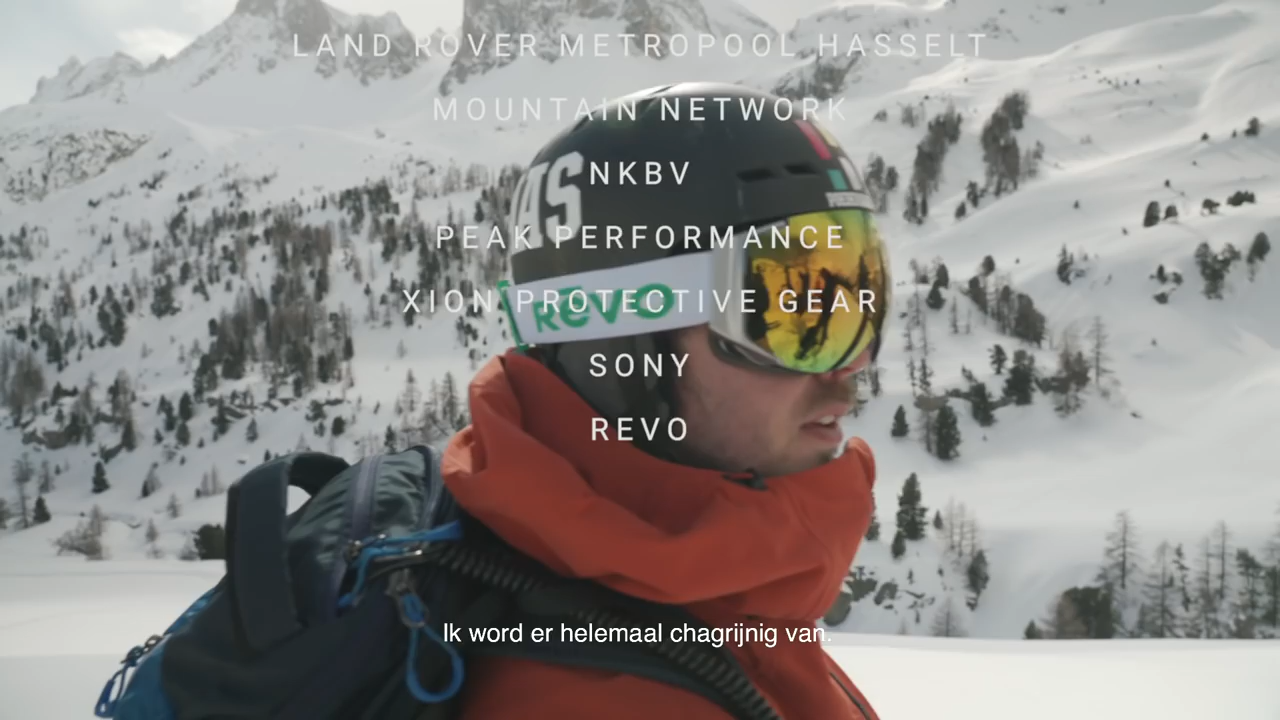 LAND ROVER METROPOOL HASSELT
MOUNTAIN NETWORK
NKBV
PEAK PERFORMANCE
XION PROTECTIVE GEAR
REVO
SONY
REVO
Ik word er helemaal chagrijnig van.